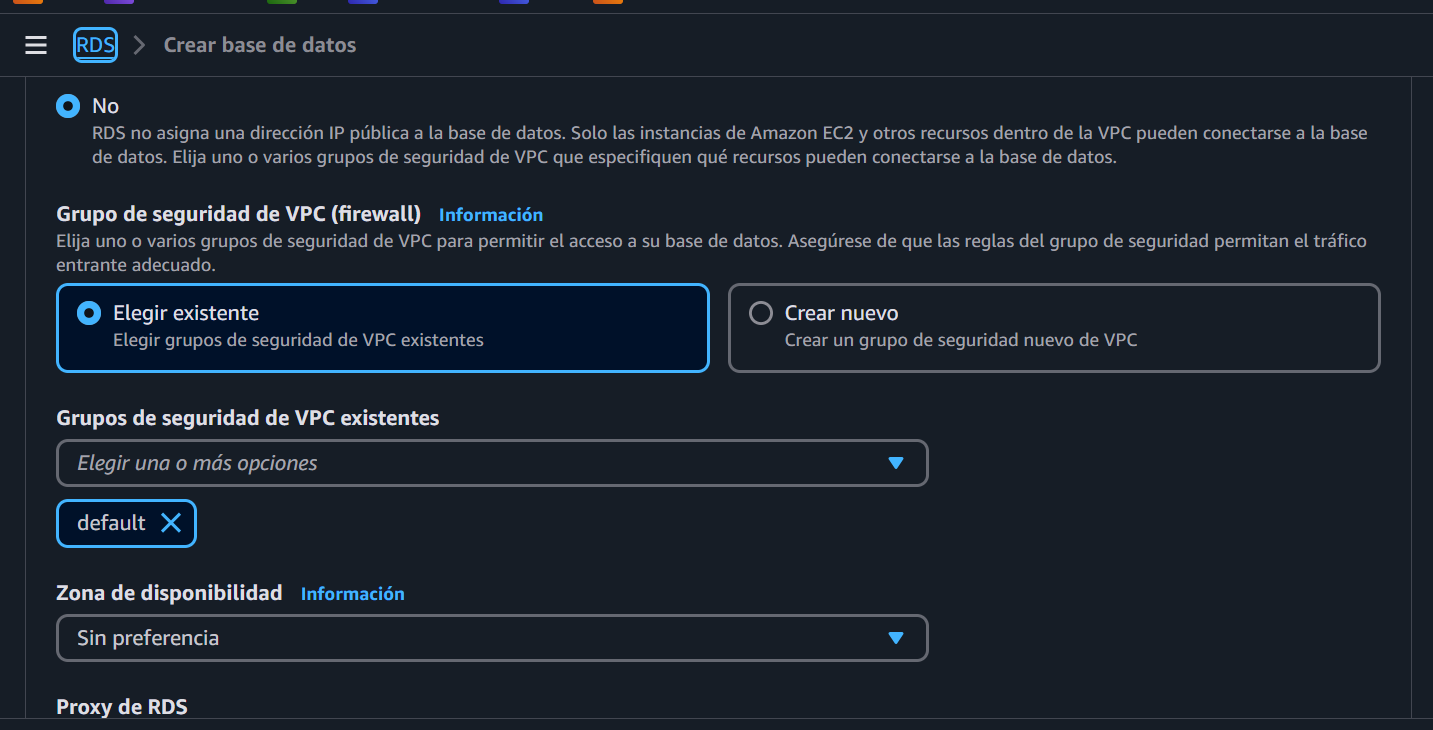 RDS > Crear base de datos
No
RDS no asigna una dirección IP pública a la base de datos. Solo las instancias de Amazon EC2 y otros recursos dentro de la VPC pueden conectarse a la base
de datos. Elija uno o varios grupos de seguridad de VPC que especifiquen qué recursos pueden conectarse a la base de datos.
Grupo de seguridad de VPC (firewall) Información
Elija uno o varios grupos de seguridad de VPC para permitir el acceso a su base de datos. Asegúrese de que las reglas del grupo de seguridad permitan el tráfico
entrante adecuado.
Elegir existente
Elegir grupos de seguridad de VPC existentes
Crear nuevo
Crear un grupo de seguridad nuevo de VPC
Grupos de seguridad de VPC existentes
Elegir una o más opciones
default
Zona de disponibilidad Información
Sin preferencia
Proxy de RDS